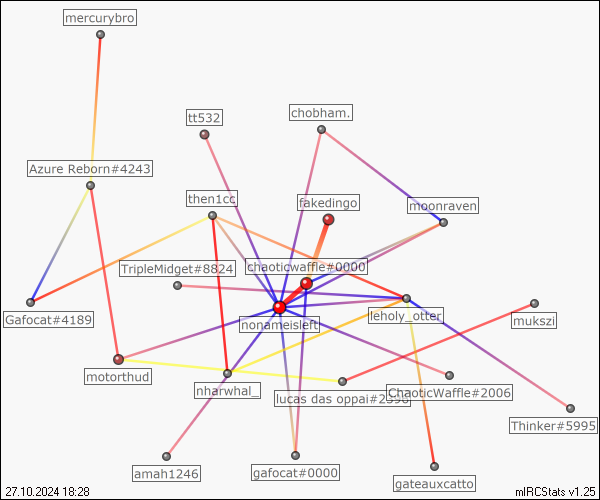 mercurybro
tt532
chobham.
Azure Reborn#4243
then1cc
fakedingo
moonraven
TripleMidget#8824
chaoticwaffle#0000
Gafocat#4189
nonameisleft
leholy_otter
mukszi
motorthud
nharwhal_
lucas das oppai#2396
ChaoticWaffle#2006
Thinker#5995
amah1246
gafocat#0000
gateauxcatto
27.10.2024 18:28
mIRCStats v1.25